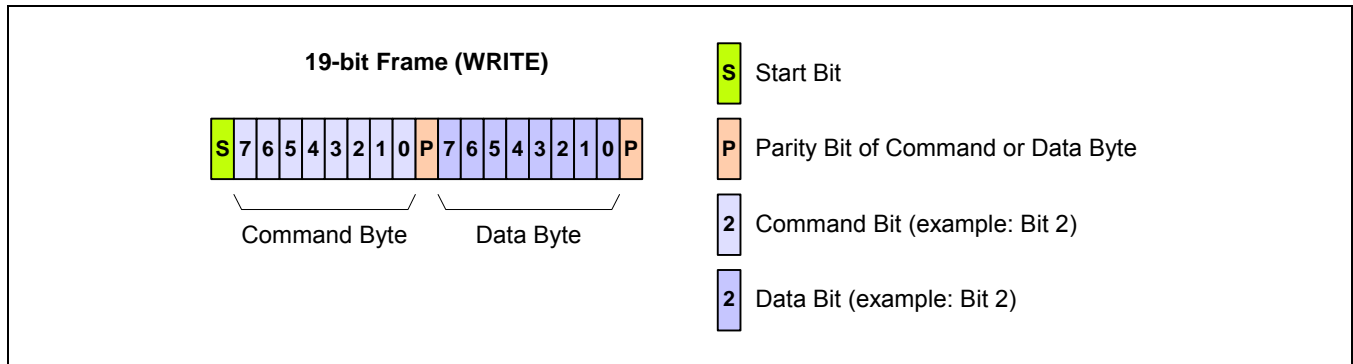 19-bit Frame (WRITE)
S 7 6 5 4 3 2 1 0 P 7 6 5 4 3 2 1 0 P
Command Byte Data Byte
S Start Bit
P Parity Bit of Command or Data Byte
2 Command Bit (example: Bit 2)
2 Data Bit (example: Bit 2)